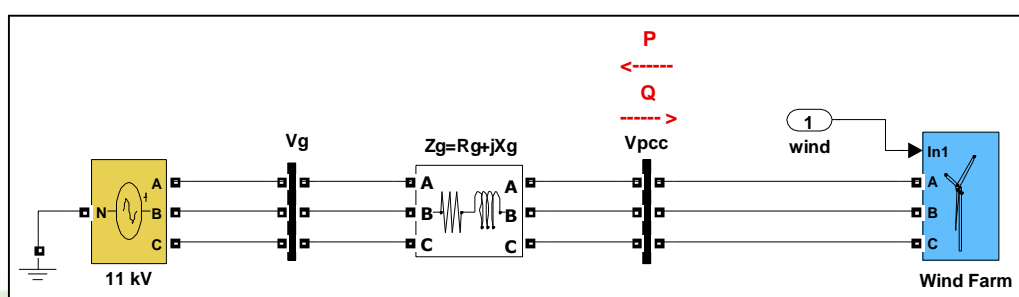 P
<------
Q
------ >
Vg
Zg=Rg+jXg
Vpcc
1
wind
In1
N
A
B
C
A
B
C
A
B
C
A
B
C
11 kV
Wind Farm